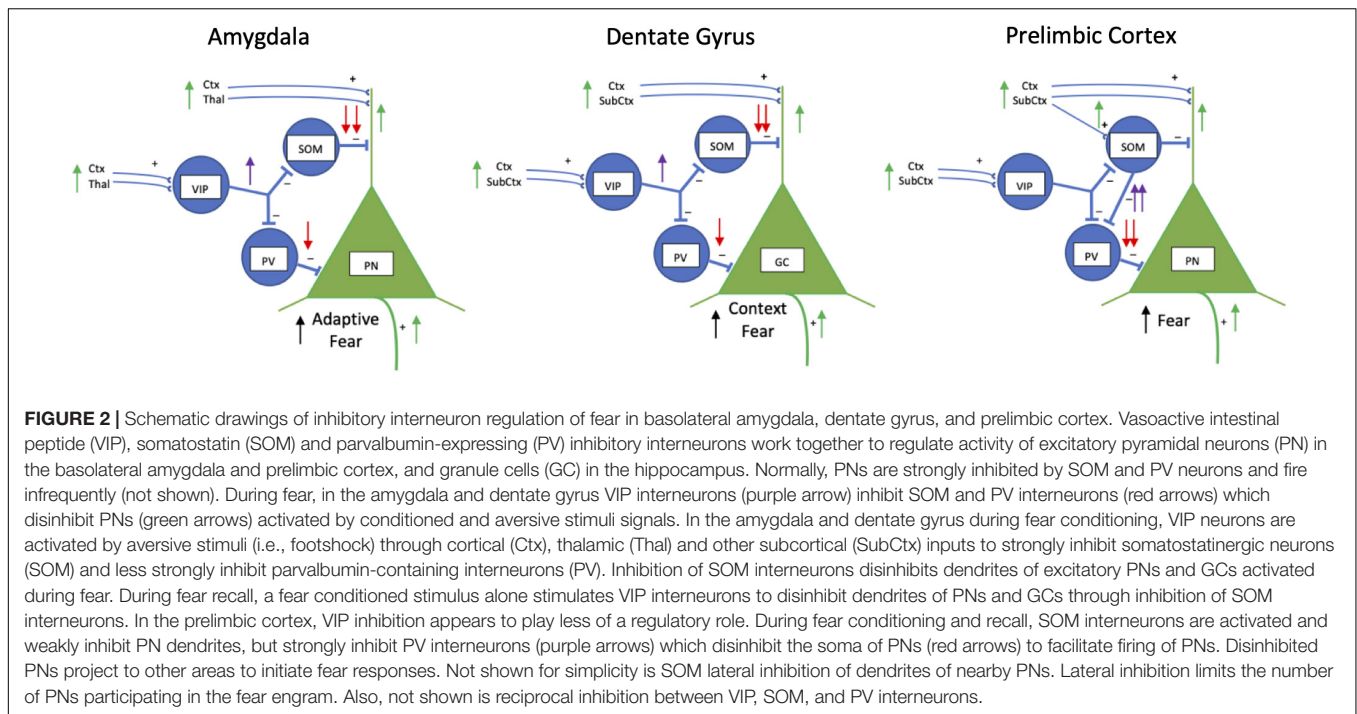 Amygdala
Ctx
Thal
+
SOM
−
Ctx
Thal
+
VIP
−
−
PV
−
PN
Adaptive
Fear
+
Dentate Gyrus
Ctx
SubCtx
+
SOM
−
Ctx
SubCtx
+
VIP
−
−
PV
−
GC
Context
Fear
+
Prelimbic Cortex
Ctx
SubCtx
+
+
SOM
−
Ctx
SubCtx
+
VIP
−
−
−
PV
−
PN
Fear
+
FIGURE 2 | Schematic drawings of inhibitory interneuron regulation of fear in basolateral amygdala, dentate gyrus, and prelimbic cortex. Vasoactive intestinal
peptide (VIP), somatostatin (SOM) and parvalbumin-expressing (PV) inhibitory interneurons work together to regulate activity of excitatory pyramidal neurons (PN) in
the basolateral amygdala and prelimbic cortex, and granule cells (GC) in the hippocampus. Normally, PNs are strongly inhibited by SOM and PV neurons and fire
infrequently (not shown). During fear, in the amygdala and dentate gyrus VIP interneurons (purple arrow) inhibit SOM and PV interneurons (red arrows) which
disinhibit PNs (green arrows) activated by conditioned and aversive stimuli signals. In the amygdala and dentate gyrus during fear conditioning, VIP neurons are
activated by aversive stimuli (i.e., footshock) through cortical (Ctx), thalamic (Thal) and other subcortical (SubCtx) inputs to strongly inhibit somatostatinergic neurons
(SOM) and less strongly inhibit parvalbumin-containing interneurons (PV). Inhibition of SOM interneurons disinhibits dendrites of excitatory PNs and GCs activated
during fear. During fear recall, a fear conditioned stimulus alone stimulates VIP interneurons to disinhibit dendrites of PNs and GCs through inhibition of SOM
interneurons. In the prelimbic cortex, VIP inhibition appears to play less of a regulatory role. During fear conditioning and recall, SOM interneurons are activated and
weakly inhibit PN dendrites, but strongly inhibit PV interneurons (purple arrows) which disinhibit the soma of PNs (red arrows) to facilitate firing of PNs. Disinhibited
PNs project to other areas to initiate fear responses. Not shown for simplicity is SOM lateral inhibition of dendrites of nearby PNs. Lateral inhibition limits the number
of PNs participating in the fear engram. Also, not shown is reciprocal inhibition between VIP, SOM, and PV interneurons.